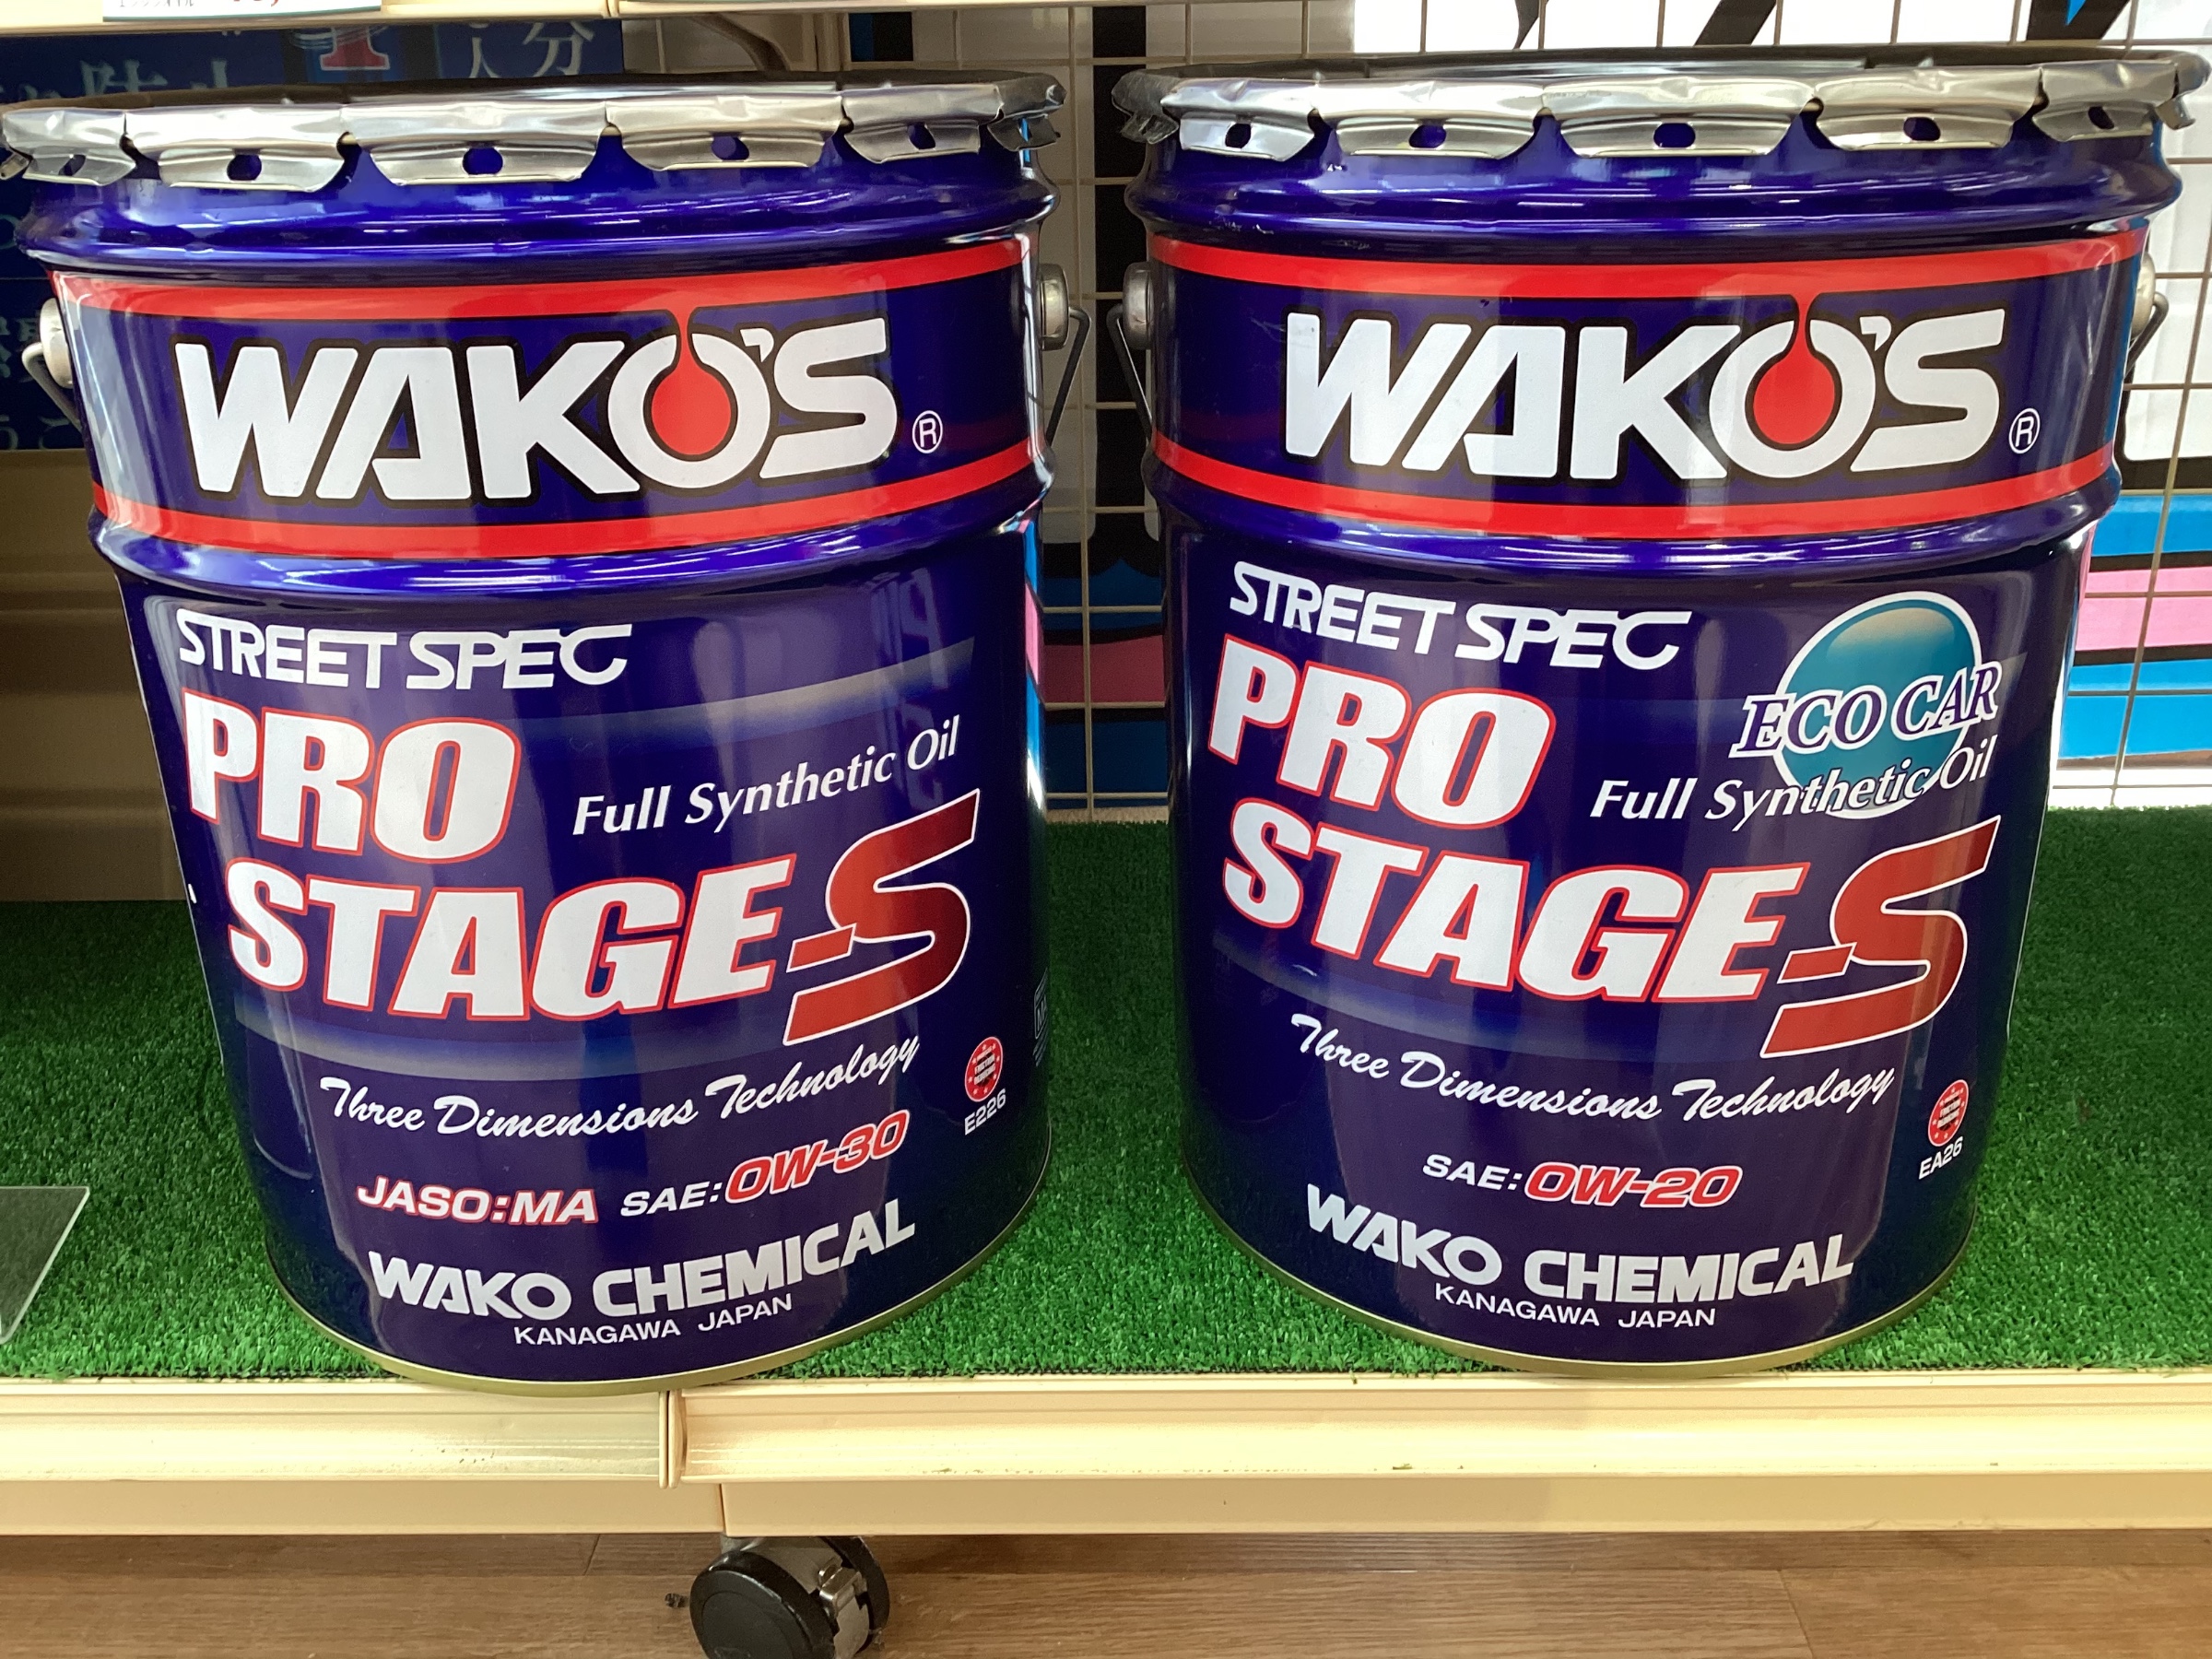 分
WAKO'S ®
STREET SPEC
PRO
Full Synthetic Oil
STAGE-S
Three Dimensions Technology
E226
JASO:MA SAE:0W-30
WAKO CHEMICAL
KANAGAWA JAPAN
WAKO'S ®
STREET SPEC
ECO CAR
PRO
Full Synthetic Oil
STAGE-S
Three Dimensions Technology
EA26
SAE:0W-20
WAKO CHEMICAL
KANAGAWA JAPAN